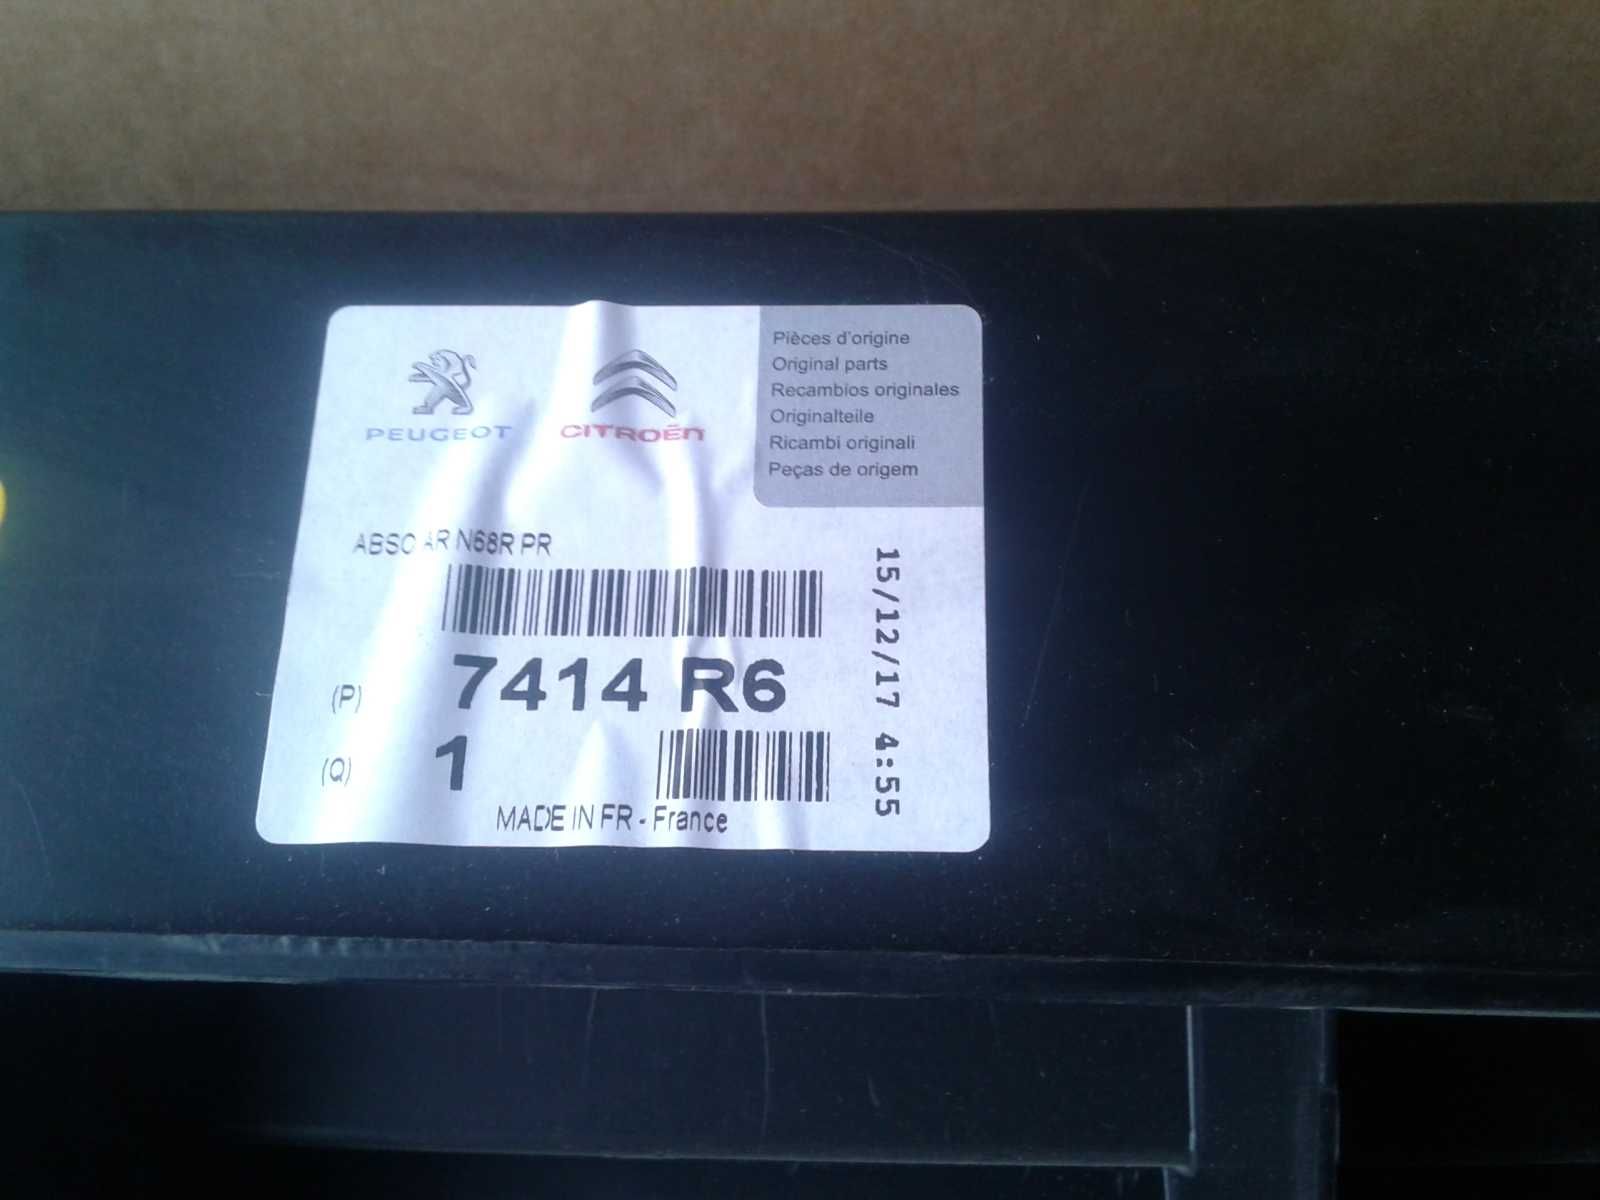 PEUGEOT
CITROËN
Pièces d'origine
Original parts
Recambios originales
Originalteile
Ricambi originali
Peças de origem
ABSO AR N68R PR
(P) 7414 R6
(Q) 1
MADE IN FR - France
15/12/17 4:55